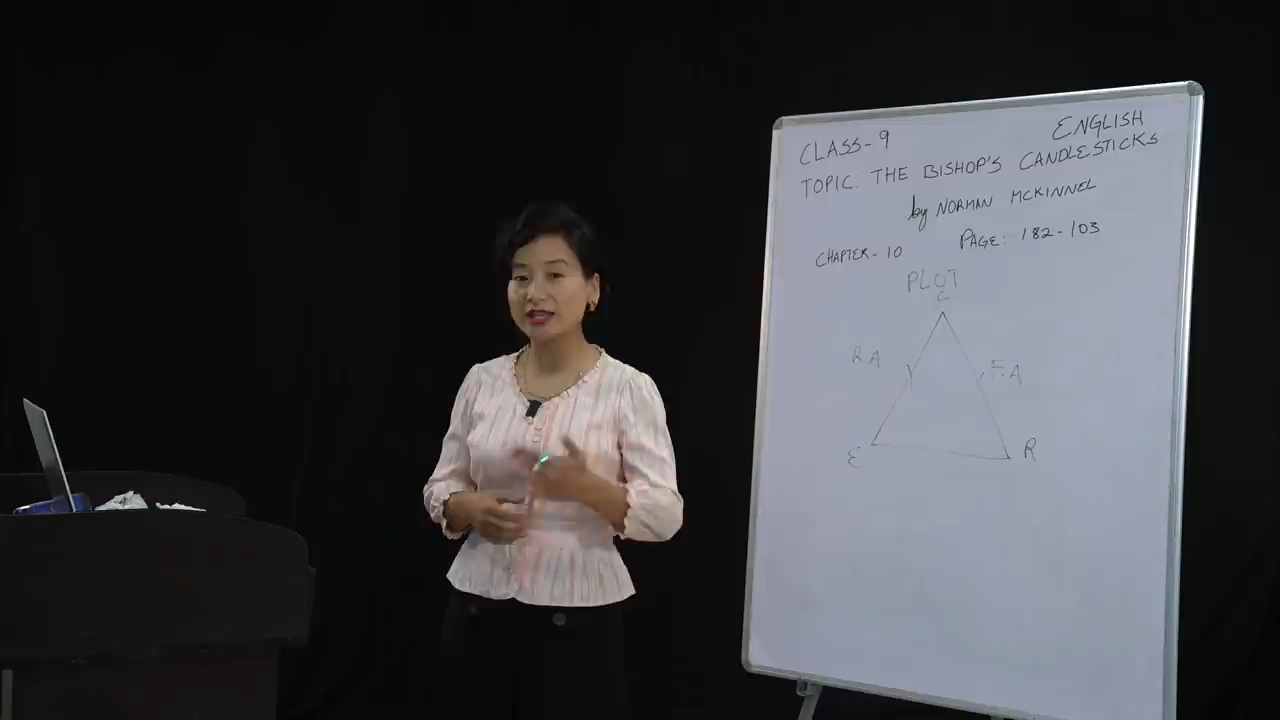 ENGLISH
CLASS-9
TOPIC: THE BISHOP'S CANDLESTICKS
by NORMAN MCKINNEL
CHAPTER-10 PAGE: 182-103
PLOT
C
R.A F.A
E R